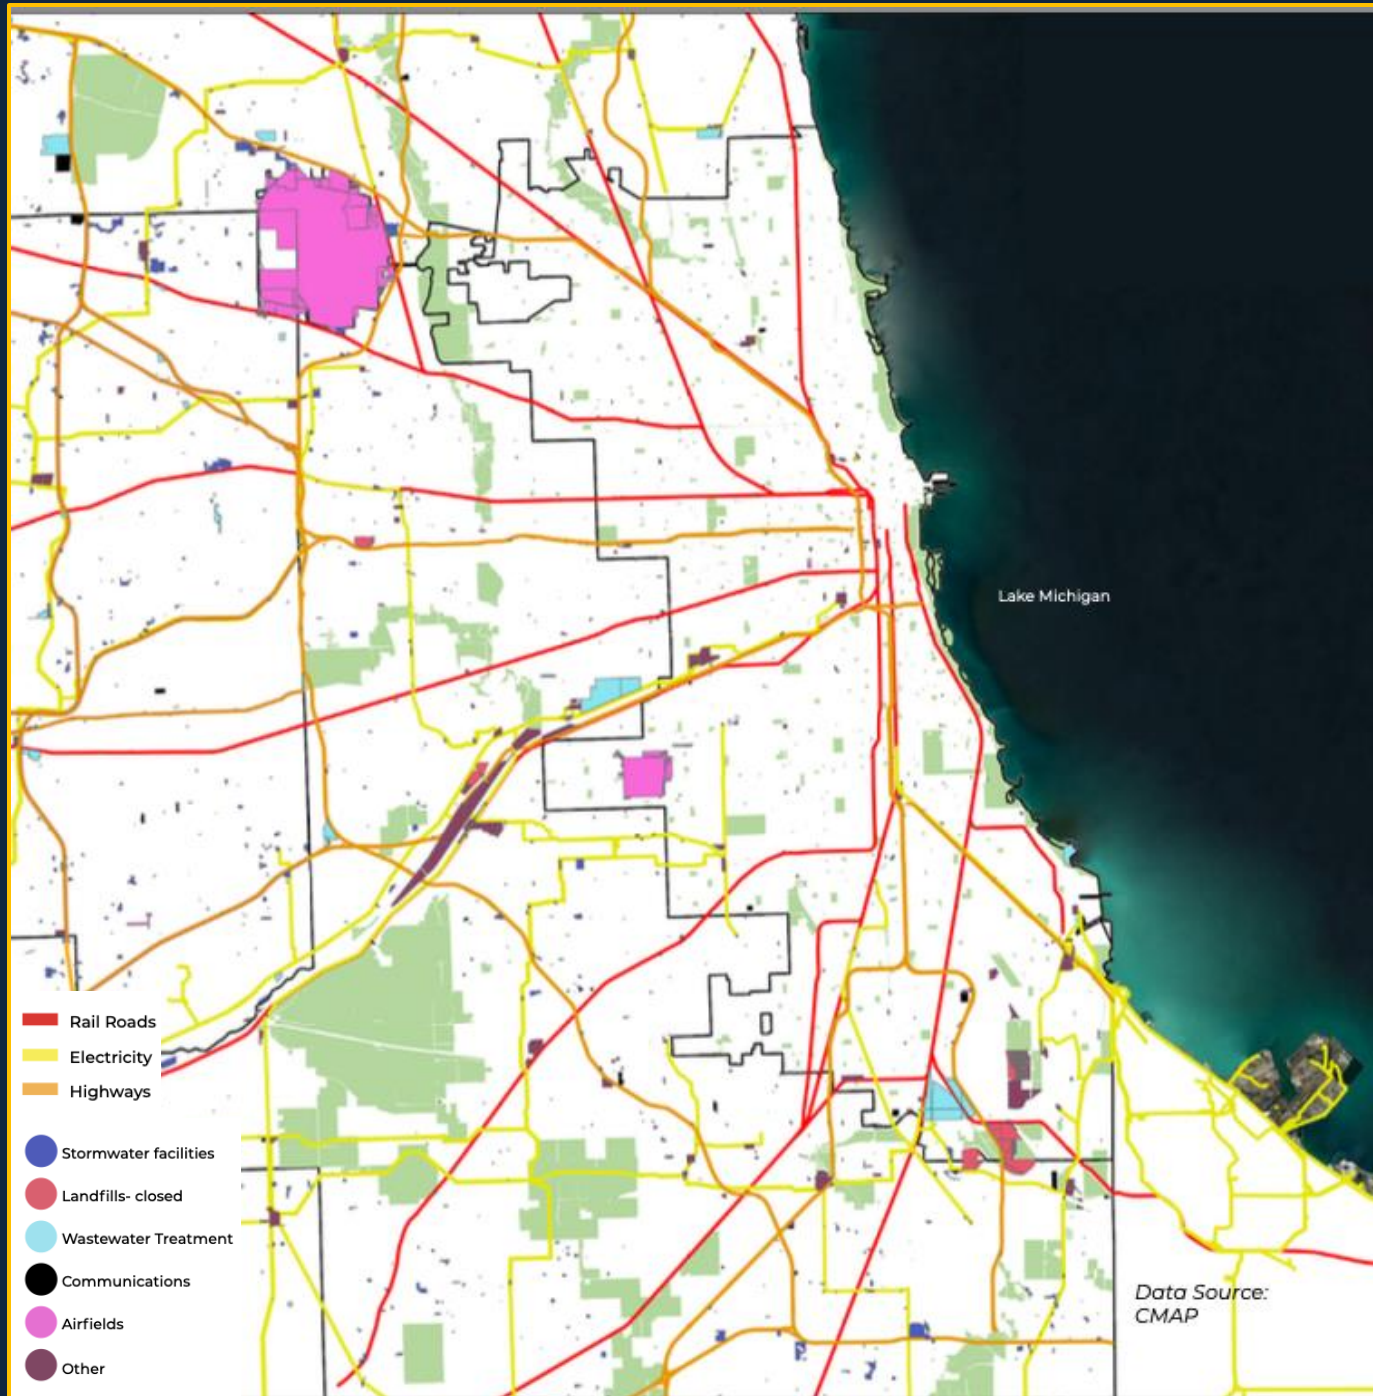 Lake Michigan
Rail Roads
Electricity
Highways
Stormwater facilities
Landfills- closed
Wastewater Treatment
Communications
Airfields
Other
Data Source:
CMAP